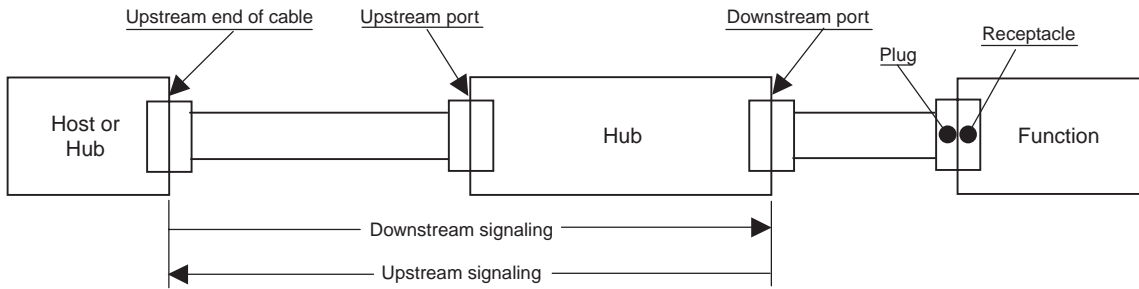 Upstream end of cable
Upstream port
Downstream port
Receptacle
Plug
Host or
Hub
Hub
Function
Downstream signaling
Upstream signaling